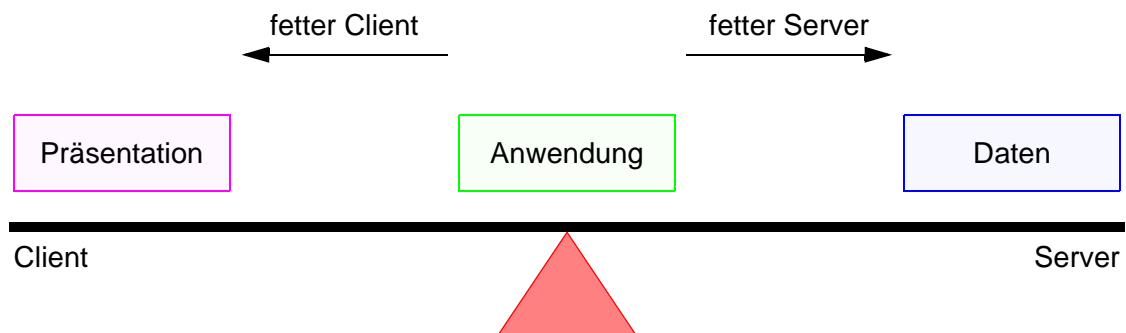 fetter Client
fetter Server
Präsentation
Anwendung
Daten
Client
Server